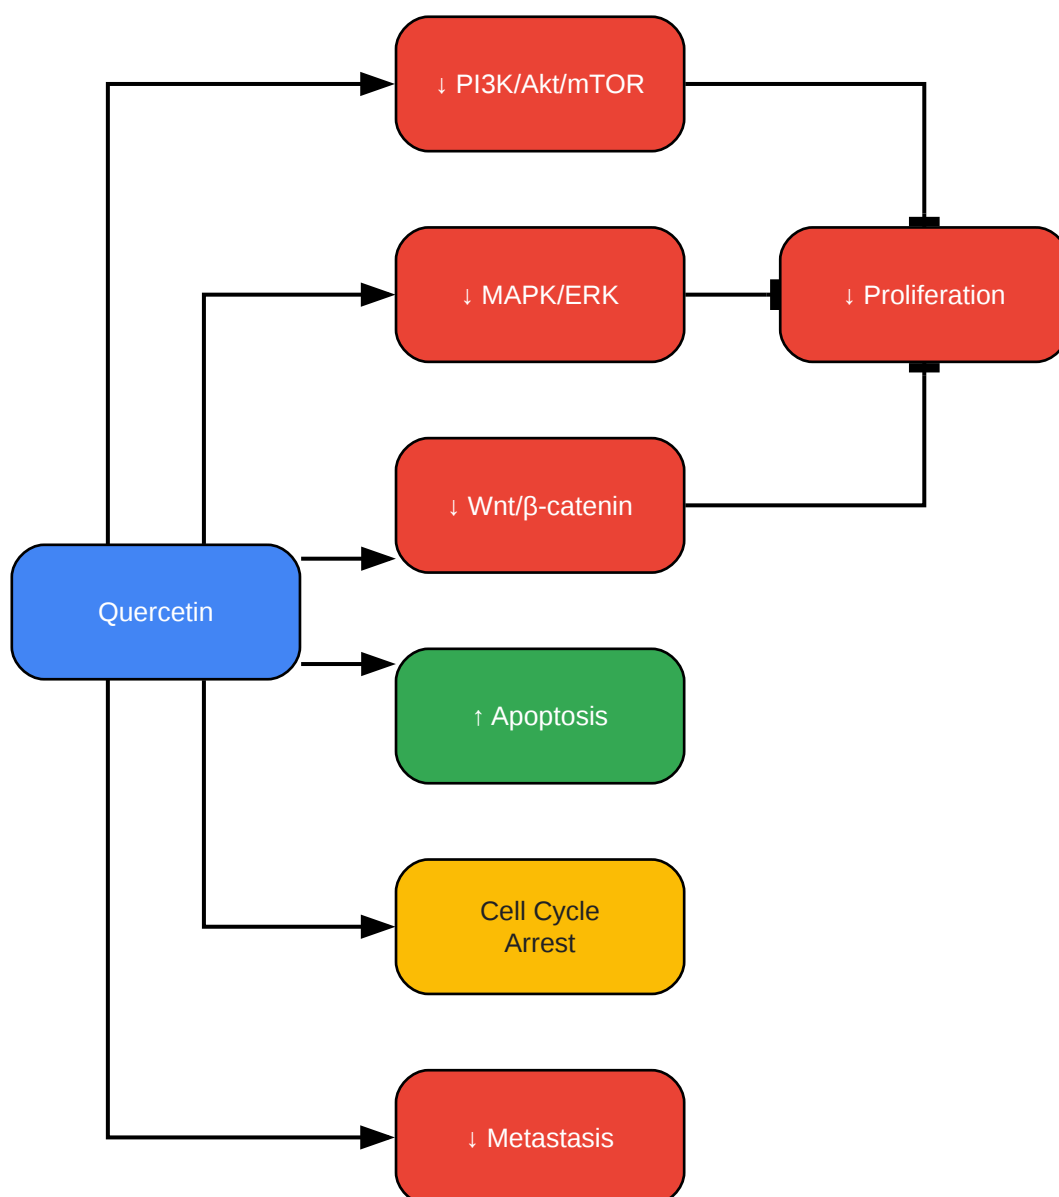 ↓ PI3K/Akt/mTOR
↓ MAPK/ERK
↓ Proliferation
↓ Wnt/β-catenin
Quercetin
↑ Apoptosis
Cell Cycle
Arrest
↓ Metastasis